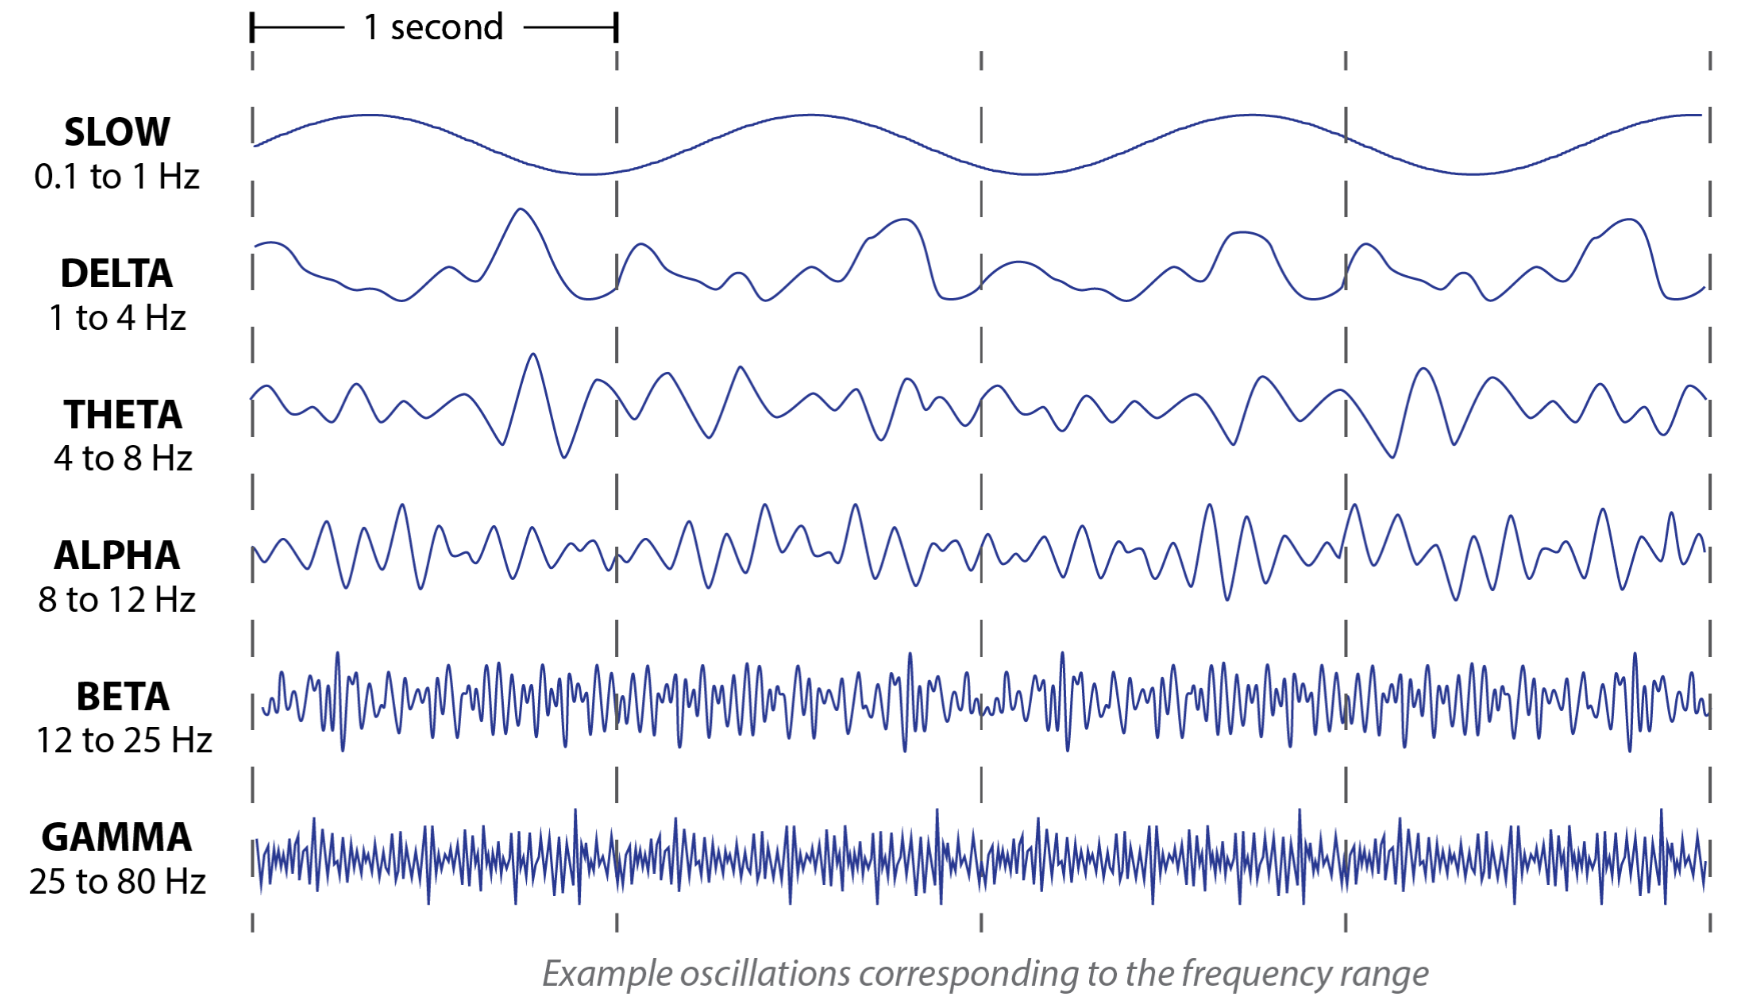 1 second
SLOW
0.1 to 1 Hz
DELTA
1 to 4 Hz
THETA
4 to 8 Hz
ALPHA
8 to 12 Hz
BETA
12 to 25 Hz
GAMMA
25 to 80 Hz
Example oscillations corresponding to the frequency range